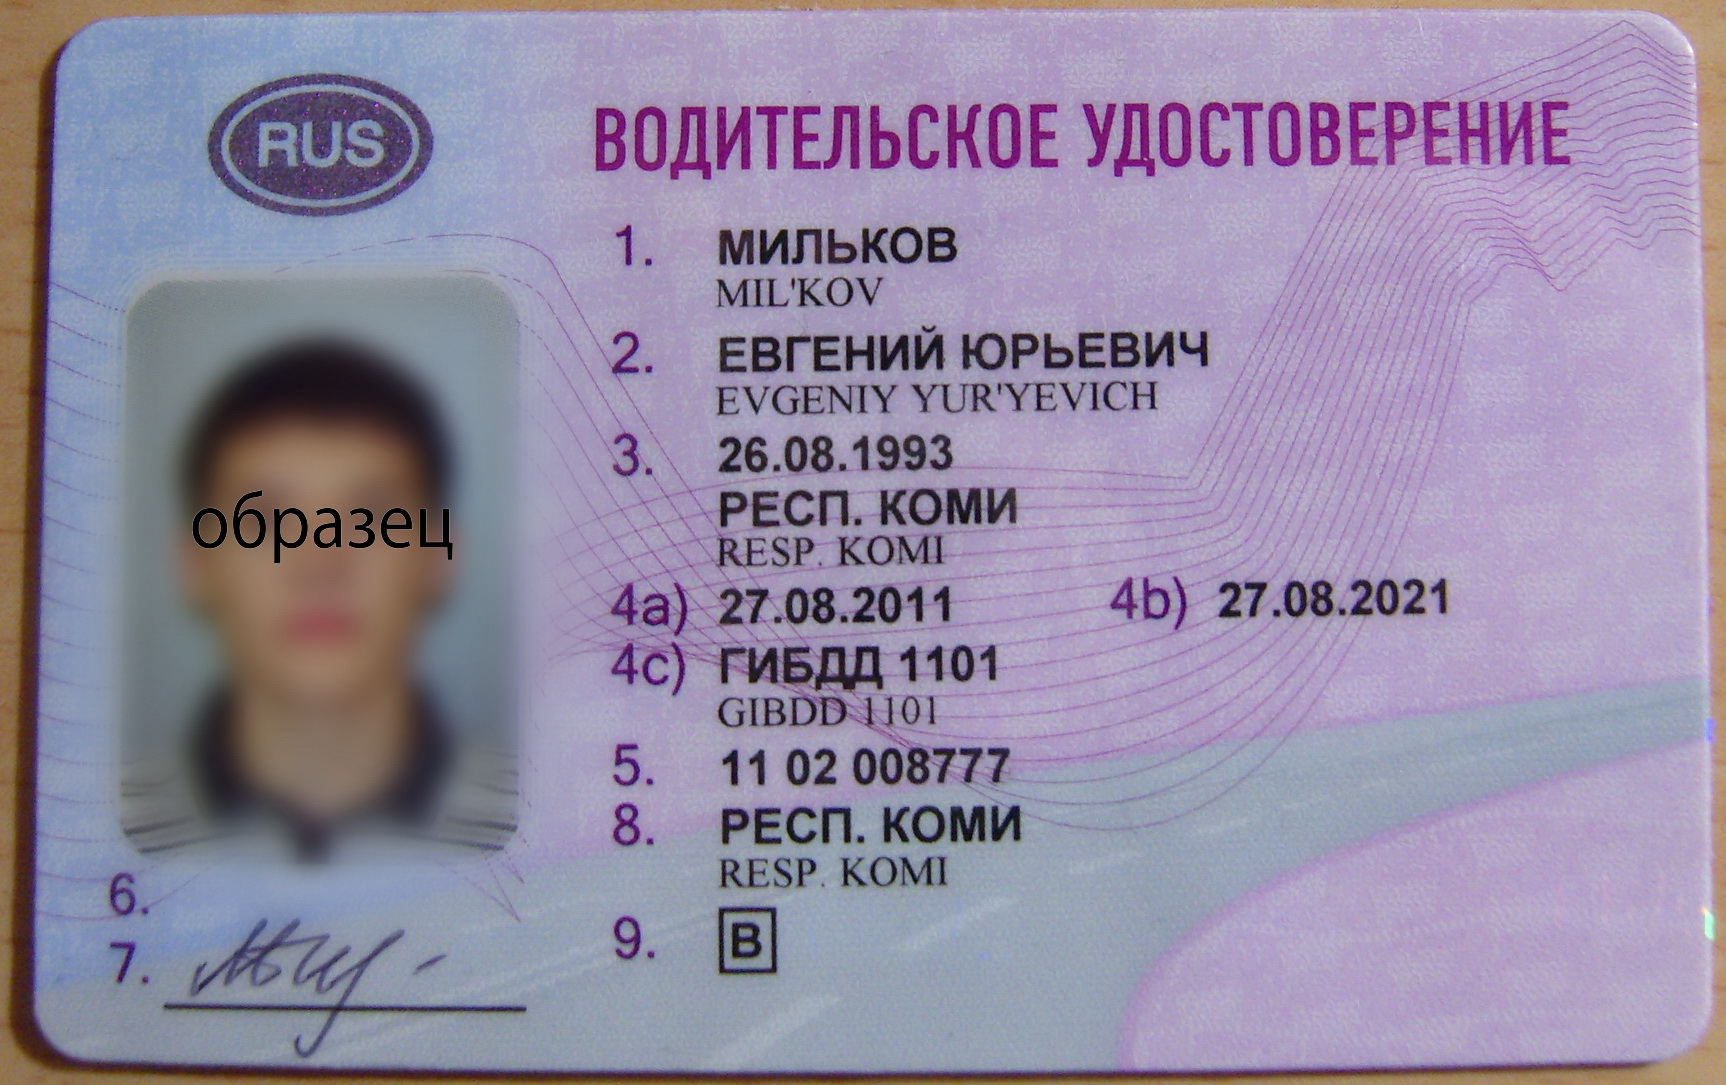 RUS
ВОДИТЕЛЬСКОЕ УДОСТОВЕРЕНИЕ
1. МИЛЬКОВ
MIL'KOV
2. ЕВГЕНИЙ ЮРЬЕВИЧ
EVGENIY YUR'YEVICH
3. 26.08.1993
РЕСП. КОМИ
RESP. KOMI
4a) 27.08.2011 4b) 27.08.2021
4c) ГИБДД 1101
GIBDD 1101
5. 11 02 008777
8. РЕСП. КОМИ
RESP. KOMI
9. B
образец
6.
7.